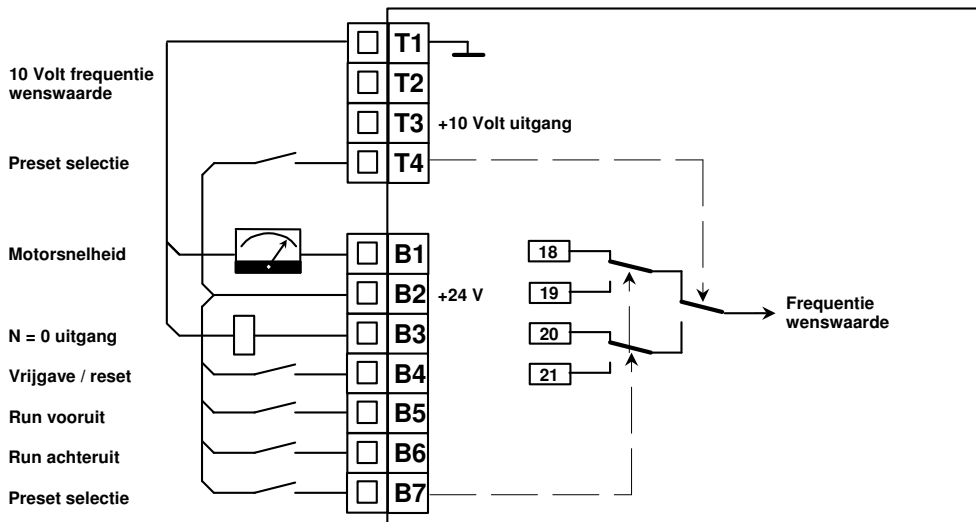 T1
10 Volt frequentie
wenswaarde
T2
T3
+10 Volt uitgang
Preset selectie
T4
Motorsnelheid
B1
18
B2
+24 V
19
Frequentie
wenswaarde
N = 0 uitgang
B3
20
Vrijgave / reset
B4
21
Run vooruit
B5
Run achteruit
B6
Preset selectie
B7